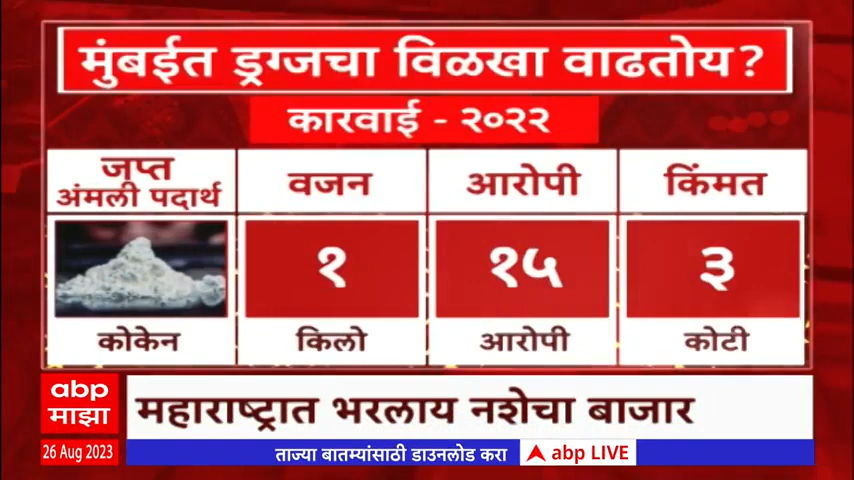 मुंबईत ड्रग्जचा विळखा वाढतोय?
कारवाई - २०२२
जप्त
अंमली पदार्थ
वजन
आरोपी
किंमत
१
१५
३
कोकेन
किलो
आरोपी
कोटी
abp
माझा
महाराष्ट्रात भरलाय नशेचा बाजार
26 Aug 2023
ताज्या बातम्यांसाठी डाउनलोड करा
abp LIVE